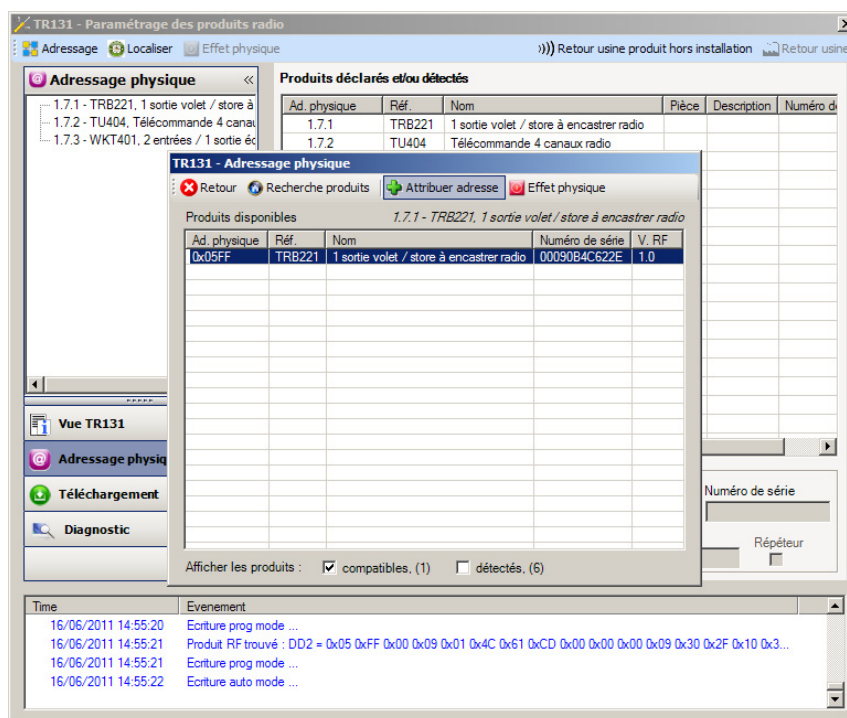 TR131 - Paramétrage des produits radio
Adressage Localiser Effet physique ))) Retour usine produit hors installation Retour usine
Adressage physique «
1.7.1 - TRB221, 1 sortie volet / store à
1.7.2 - TU404, Télécommande 4 canau
1.7.3 - WKT401, 2 entrées / 1 sortie éc
Produits déclarés et/ou détectés
Ad. physique Réf. Nom Pièce Description Numéro de
1.7.1 TRB221 1 sortie volet / store à encastrer radio
1.7.2 TU404 Télécommande 4 canaux radio
TR131 - Adressage physique
Retour Recherche produits Attribuer adresse Effet physique
Produits disponibles 1.7.1 - TRB221, 1 sortie volet / store à encastrer radio
Ad. physique Réf. Nom Numéro de série V. RF
0x05FF TRB221 1 sortie volet / store à encastrer radio 00090B4C622E 1.0
Afficher les produits : compatibles, (1) détectés, (6)
Vue TR131
Adressage physiq
Téléchargement
Diagnostic
Numéro de série
Répéteur
Time Evenement
16/06/2011 14:55:20 Ecriture prog mode ...
16/06/2011 14:55:21 Produit RF trouvé : DD2 = 0x05 0xFF 0x00 0x09 0x01 0x4C 0x61 0xCD 0x00 0x00 0x00 0x09 0x30 0x2F 0x10 0x3...
16/06/2011 14:55:21 Ecriture prog mode ...
16/06/2011 14:55:22 Ecriture auto mode ...